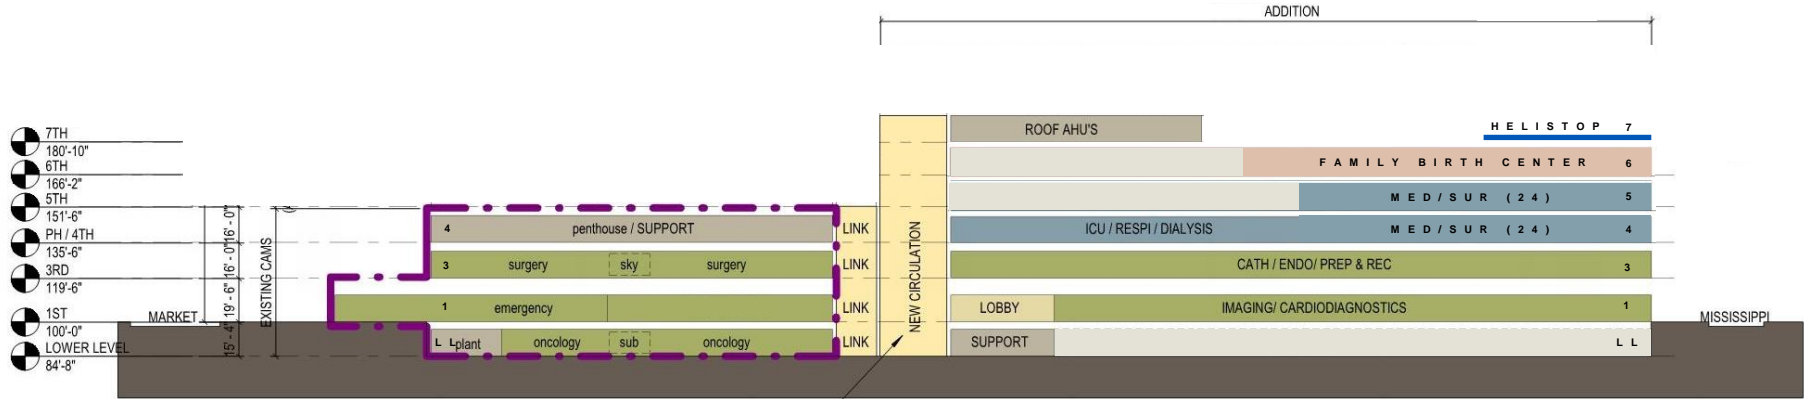 ADDITION
7TH
180'-10"
6TH
166'-2"
5TH
151'-6"
PH / 4TH
135'-6"
3RD
119'-6"
1ST
100'-0"
LOWER LEVEL
84'-8"
MARKET
16' - 0"
16' - 0"
19' - 6"
15' - 4"
EXISTING CAMS
4 penthouse / SUPPORT
3 surgery sky surgery
1 emergency
L L plant oncology sub oncology
LINK
LINK
LINK
LINK
NEW CIRCULATION
ROOF AHU'S HELISTOP 7
FAMILY BIRTH CENTER 6
MED/SUR (24) 5
ICU / RESPI / DIALYSIS MED/SUR (24) 4
CATH / ENDO/ PREP & REC 3
LOBBY IMAGING/ CARDIODIAGNOSTICS 1
SUPPORT L L
MISSISSIPPI